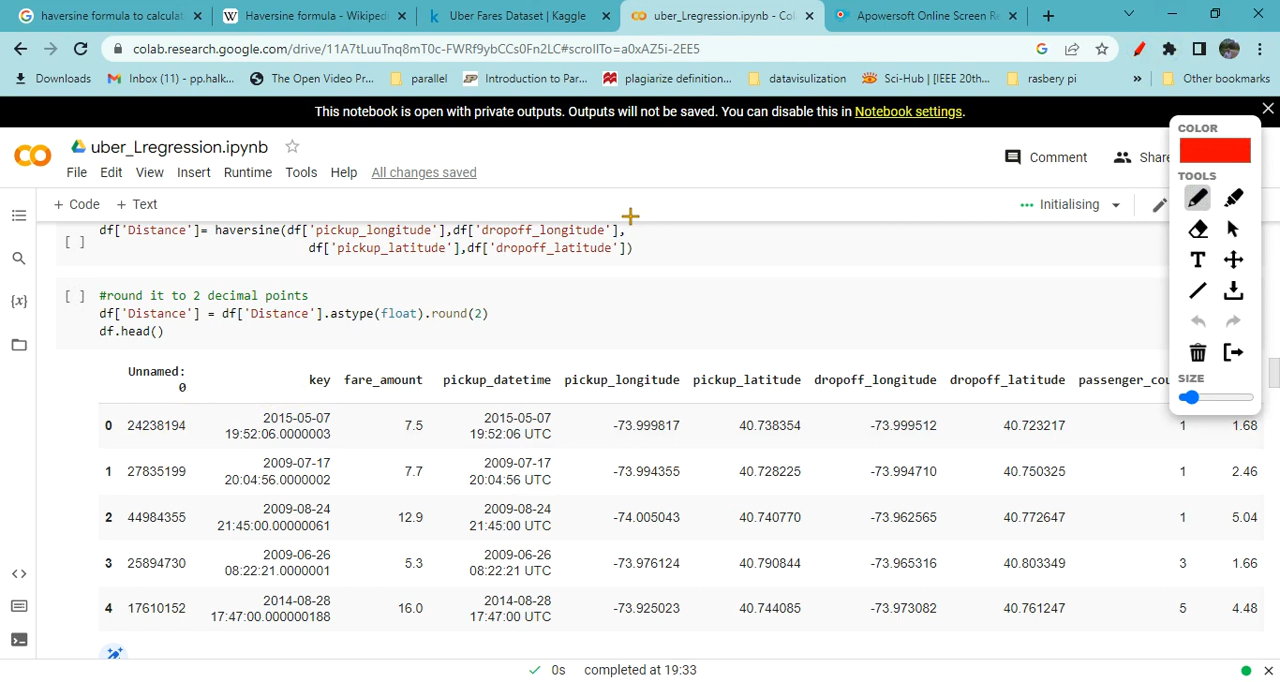 haversine formula to calculat
Haversine formula - Wikiped
Uber Fares Dataset | Kaggle
uber_Lregression.ipynb - Co
Apowersoft Online Screen Re
colab.research.google.com/drive/11A7tLuuTnq8mT0c-FWRf9ybCCs0Fn2LC#scrollTo=a0xAZ5i-2EE5
Downloads
Inbox (11) - pp.halk...
The Open Video Pr...
parallel
Introduction to Par...
plagiarize definition...
datavisulization
Sci-Hub | [IEEE 20th...
rasbery pi
»
Other bookmarks
This notebook is open with private outputs. Outputs will not be saved. You can disable this in Notebook settings.
uber_Lregression.ipynb
Comment
Share
File Edit View Insert Runtime Tools Help All changes saved
+ Code + Text
Initialising
COLOR
TOOLS
T
SIZE
{x}
<>
df['Distance']= haversine(df['pickup_longitude'],df['dropoff_longitude'],
[ ]
df['pickup_latitude'],df['dropoff_latitude'])
[ ] #round it to 2 decimal points
df['Distance'] = df['Distance'].astype(float).round(2)
df.head()
Unnamed: 0 key fare_amount pickup_datetime pickup_longitude pickup_latitude dropoff_longitude dropoff_latitude passenger_cou
0 24238194 2015-05-07 19:52:06.0000003 7.5 2015-05-07 19:52:06 UTC -73.999817 40.738354 -73.999512 40.723217 1 1.68
1 27835199 2009-07-17 20:04:56.0000002 7.7 2009-07-17 20:04:56 UTC -73.994355 40.728225 -73.994710 40.750325 1 2.46
2 44984355 2009-08-24 21:45:00.00000061 12.9 2009-08-24 21:45:00 UTC -74.005043 40.740770 -73.962565 40.772647 1 5.04
3 25894730 2009-06-26 08:22:21.0000001 5.3 2009-06-26 08:22:21 UTC -73.976124 40.790844 -73.965316 40.803349 3 1.66
4 17610152 2014-08-28 17:47:00.000000188 16.0 2014-08-28 17:47:00 UTC -73.925023 40.744085 -73.973082 40.761247 5 4.48
0s completed at 19:33